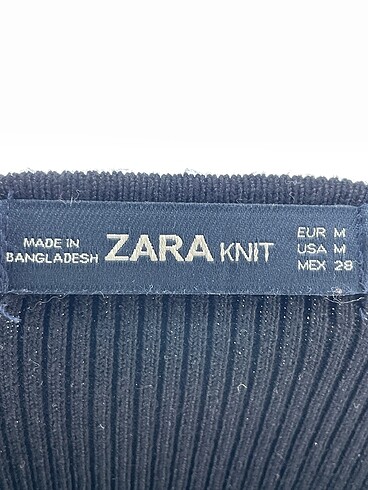 MADE IN
BANGLADESH
ZARA KNIT
EUR M
USA M
MEX 28